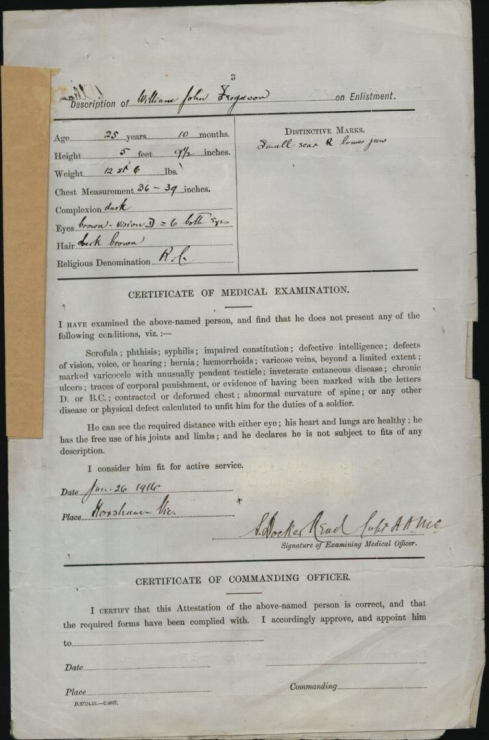 3
Description of William John Ferguson on Enlistment.
Age 25 years 10 months.
Height 5 feet 9½ inches.
Weight 12 st 6 lbs.
Chest Measurement 36-39 inches.
Complexion dark
Eyes brown - vision D = 6 both Eyes
Hair dark brown
Religious Denomination R.C.
DISTINCTIVE MARKS.
Small scar R lower jaw
CERTIFICATE OF MEDICAL EXAMINATION.
I HAVE examined the above-named person, and find that he does not present any of the
following conditions, viz.:—
Scrofula; phthisis; syphilis; impaired constitution; defective intelligence; defects
of vision, voice, or hearing; hernia; hæmorrhoids; varicose veins, beyond a limited extent;
marked varicocele with unusually pendent testicle; inveterate cutaneous disease; chronic
ulcers; traces of corporal punishment, or evidence of having been marked with the letters
D. or B.C.; contracted or deformed chest; abnormal curvature of spine; or any other
disease or physical defect calculated to unfit him for the duties of a soldier.
He can see the required distance with either eye; his heart and lungs are healthy; he
has the free use of his joints and limbs; and he declares he is not subject to fits of any
description.
I consider him fit for active service.
Date Jan. 26 1916
Place
Read Capt AAMC
Signature of Examining Medical Officer.
CERTIFICATE OF COMMANDING OFFICER.
I CERTIFY that this Attestation of the above-named person is correct, and that
the required forms have been complied with. I accordingly approve, and appoint him
to
Date
Place
Commanding